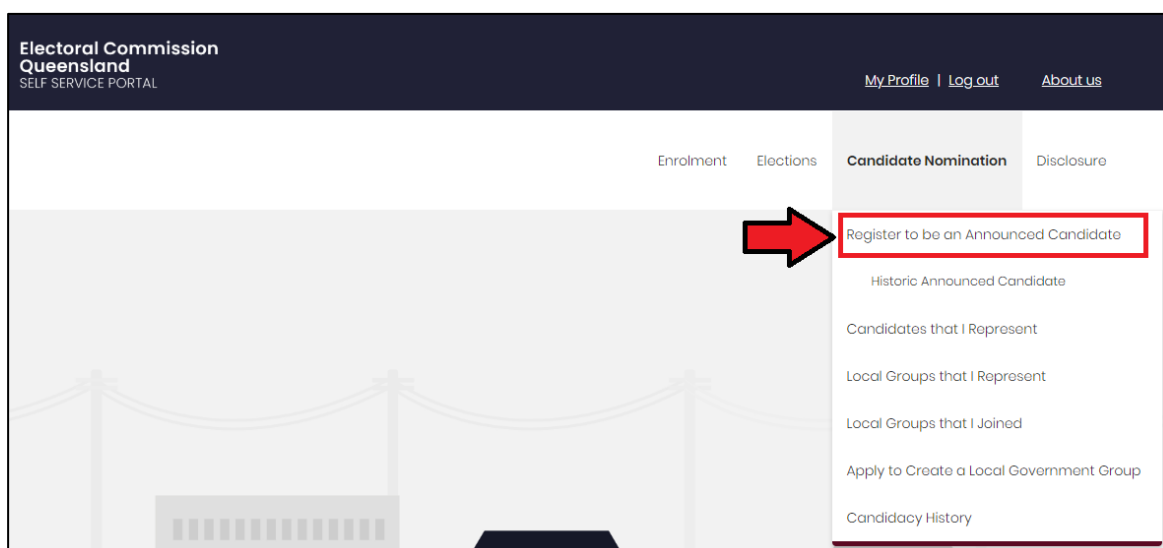 Electoral Commission
Queensland
SELF SERVICE PORTAL
My Profile | Log out About us
Enrolment Elections Candidate Nomination Disclosure
Register to be an Announced Candidate
Historic Announced Candidate
Candidates that I Represent
Local Groups that I Represent
Local Groups that I Joined
Apply to Create a Local Government Group
Candidacy History